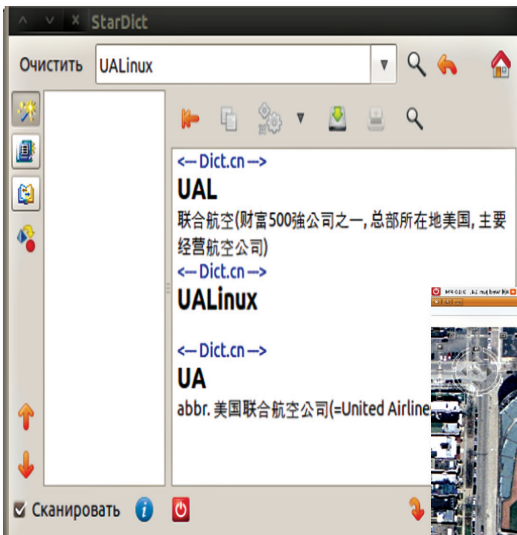 StarDict
Очистить UALinux
<-- Dict.cn -->
UAL
联合航空(财富500強公司之一, 总部所在地美国, 主要
经营航空公司)
<-- Dict.cn -->
UALinux
<-- Dict.cn -->
UA
abbr. 美国联合航空公司(=United Airline
Сканировать